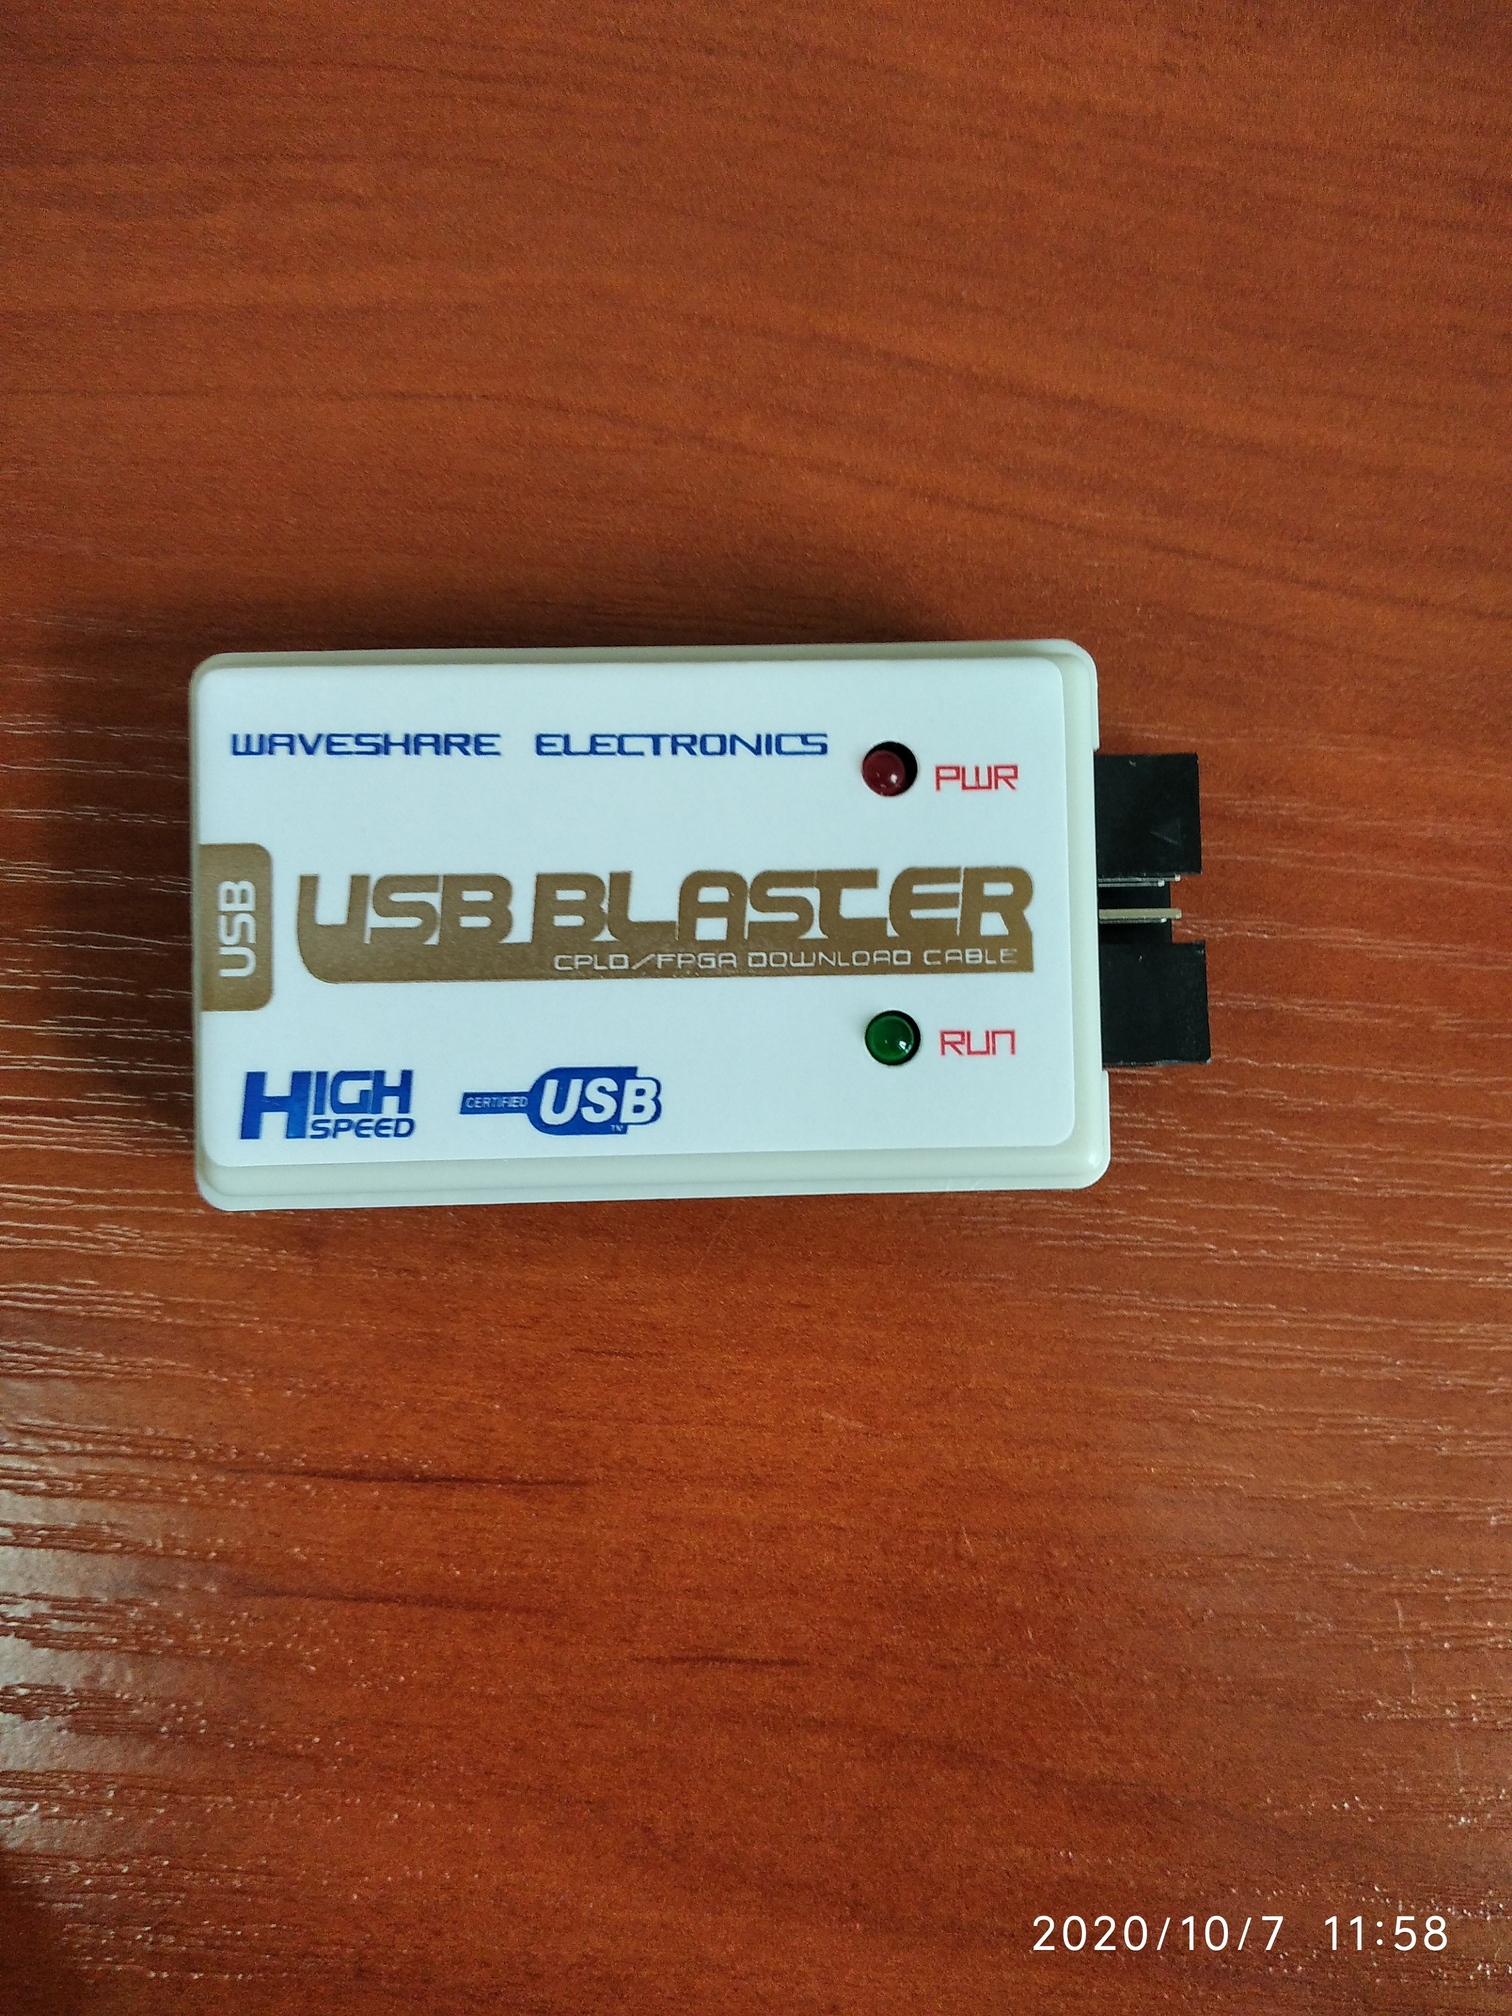 WAVESHARE ELECTRONICS
PWR
USB
USB BLASTER
CPLD/FPGA DOWNLOAD CABLE
RUN
HIGH
SPEED
CERTIFIED USB
TM
2020/10/7 11:58